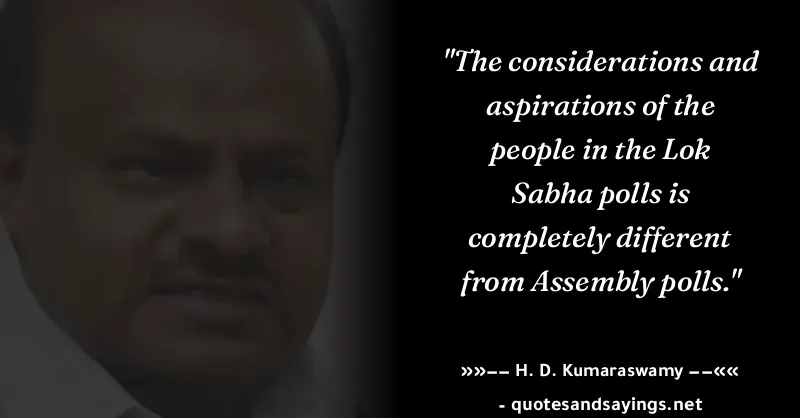 "The considerations and
aspirations of the
people in the Lok
Sabha polls is
completely different
from Assembly polls."
»»−− H. D. Kumaraswamy −−««
- quotesandsayings.net